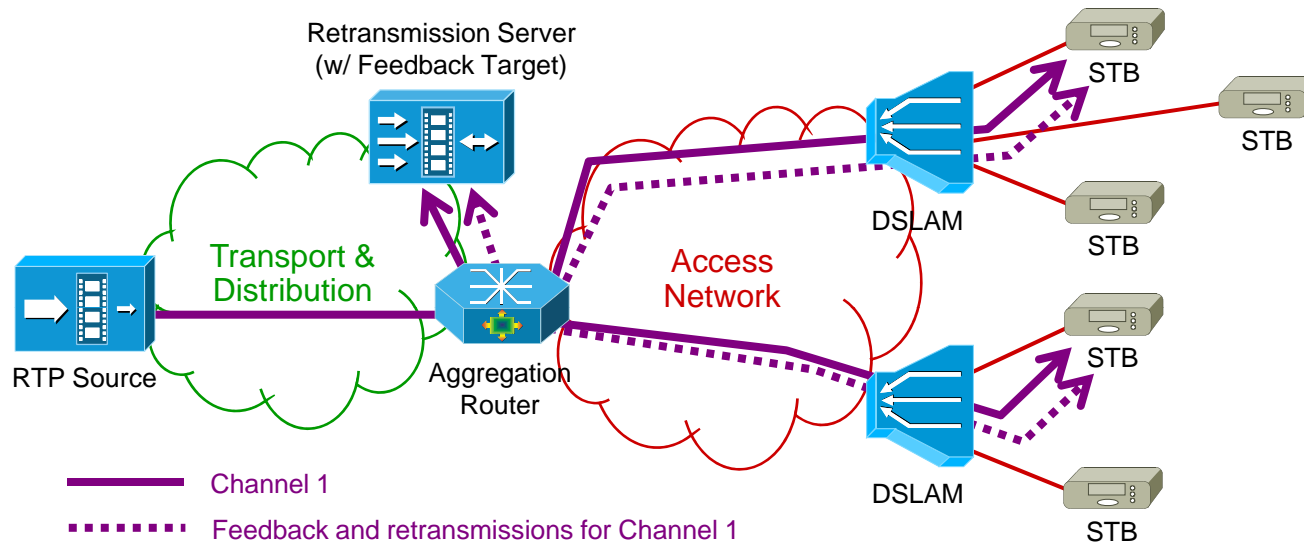 Retransmission Server
(w/ Feedback Target)
STB
STB
STB
DSLAM
Transport &
Distribution
Access
Network
RTP Source
Aggregation
Router
STB
DSLAM
STB
Channel 1
Feedback and retransmissions for Channel 1